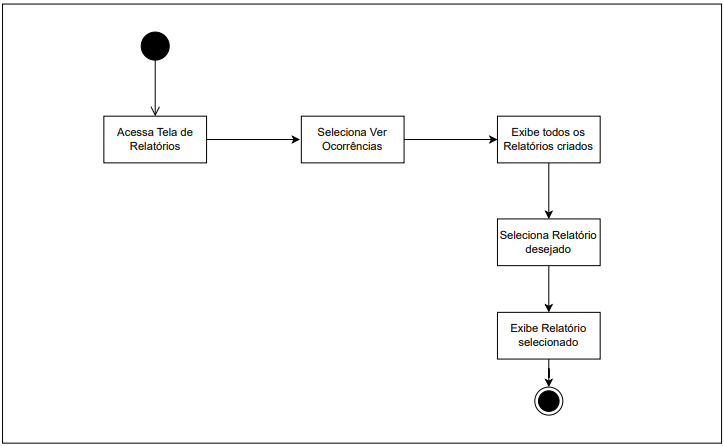 Acessa Tela de
Relatórios
Seleciona Ver
Ocorrências
Exibe todos os
Relatórios criados
Seleciona Relatório
desejado
Exibe Relatório
selecionado